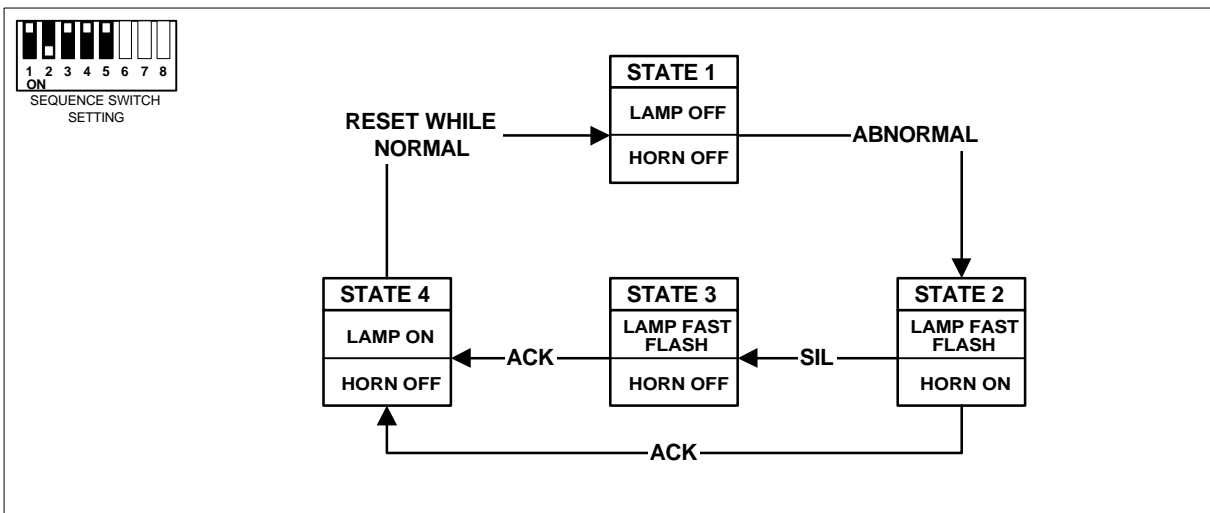 1 2 3 4 5 6 7 8
ON
SEQUENCE SWITCH
SETTING
STATE 1
LAMP OFF
HORN OFF
RESET WHILE
NORMAL
ABNORMAL
STATE 4
LAMP ON
HORN OFF
ACK
STATE 3
LAMP FAST
FLASH
HORN OFF
SIL
STATE 2
LAMP FAST
FLASH
HORN ON
ACK